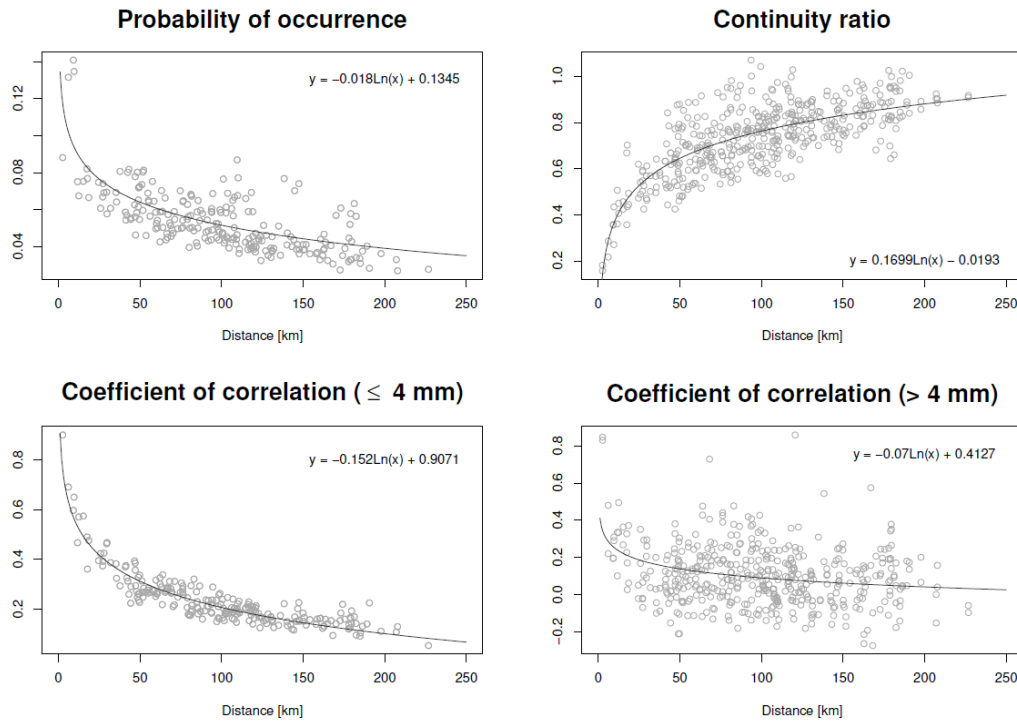 Probability of occurrence
y = −0.018Ln(x) + 0.1345
0.12
0.08
0.04
0 50 100 150 200 250
Distance [km]
Continuity ratio
1.0
0.8
0.6
0.4
0.2
y = 0.1699Ln(x) − 0.0193
0 50 100 150 200 250
Distance [km]
Coefficient of correlation ( ≤ 4 mm)
y = −0.152Ln(x) + 0.9071
0.8
0.6
0.4
0.2
0 50 100 150 200 250
Distance [km]
Coefficient of correlation (> 4 mm)
y = −0.07Ln(x) + 0.4127
0.8
0.6
0.4
0.2
0.0
−0.2
0 50 100 150 200 250
Distance [km]